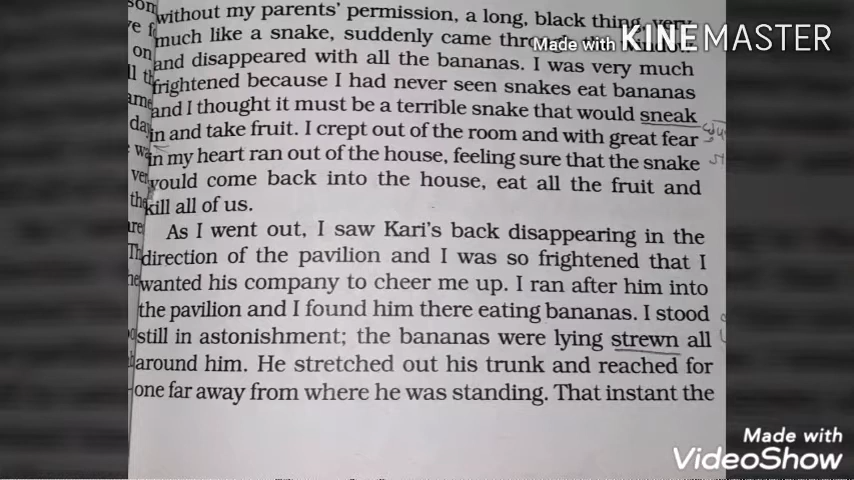 without my parents' permission, a long, black thing, very
much like a snake, suddenly came
and disappeared with all the bananas. I was very much
frightened because I had never seen snakes eat bananas
and I thought it must be a terrible snake that would sneak
in and take fruit. I crept out of the room and with great fear
in my heart ran out of the house, feeling sure that the snake
would come back into the house, eat all the fruit and
kill all of us.
As I went out, I saw Kari's back disappearing in the
direction of the pavilion and I was so frightened that I
wanted his company to cheer me up. I ran after him into
the pavilion and I found him there eating bananas. I stood
still in astonishment; the bananas were lying strewn all
around him. He stretched out his trunk and reached for
one far away from where he was standing. That instant the
Made with KINEMASTER
Made with
VideoShow